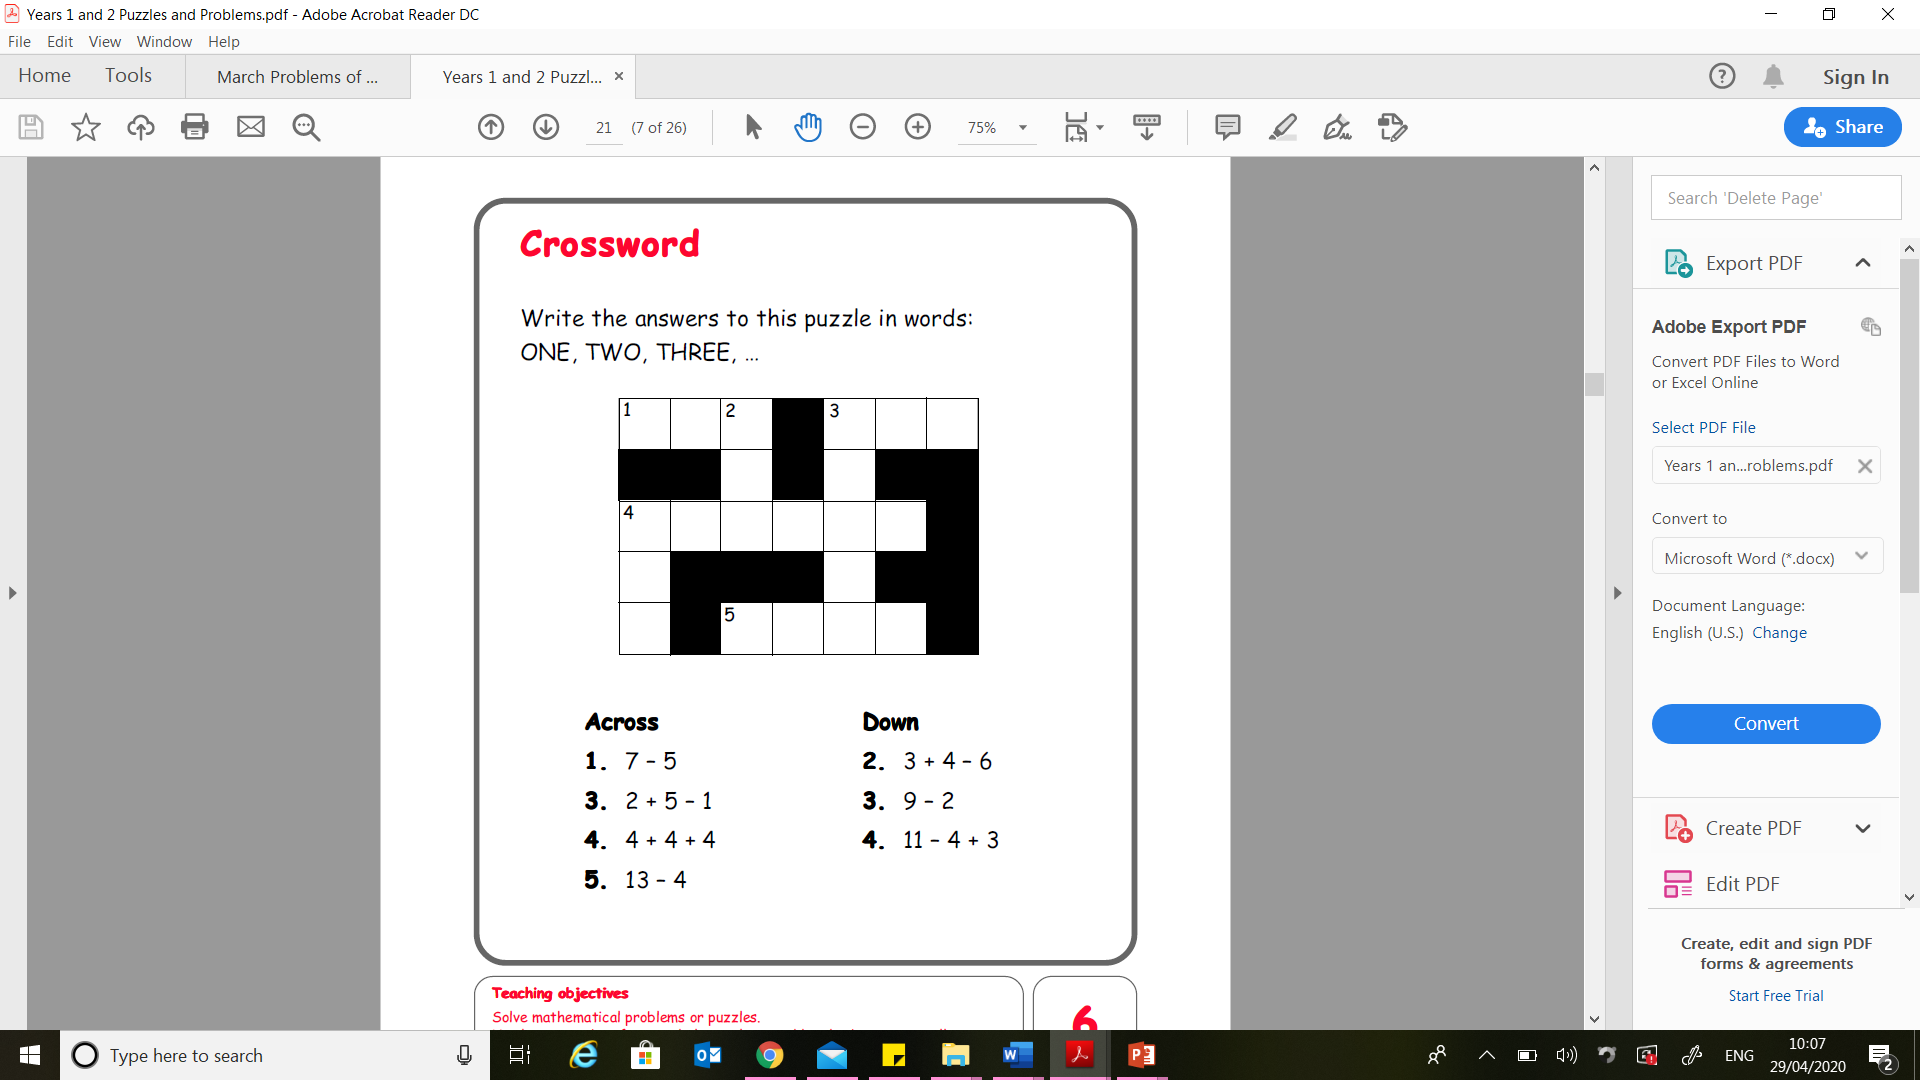 Years 1 and 2 Puzzles and Problems.pdf - Adobe Acrobat Reader DC
File Edit View Window Help
Home Tools March Problems of ... Years 1 and 2 Puzzl... ×
Sign In
21 (7 of 26) 75% Share
Search 'Delete Page'
Export PDF
Adobe Export PDF
Convert PDF Files to Word
or Excel Online
Select PDF File
Years 1 an...roblems.pdf
Convert to
Microsoft Word (*.docx)
Document Language:
English (U.S.) Change
Convert
Create PDF
Edit PDF
Create, edit and sign PDF
forms & agreements
Start Free Trial
Crossword
Write the answers to this puzzle in words:
ONE, TWO, THREE, ...
1 2 3
4
5
Across
1. 7 – 5
3. 2 + 5 – 1
4. 4 + 4 + 4
5. 13 – 4
Down
2. 3 + 4 – 6
3. 9 – 2
4. 11 – 4 + 3
Teaching objectives
Solve mathematical problems or puzzles.
6
Type here to search
ENG
10:07
29/04/2020
2